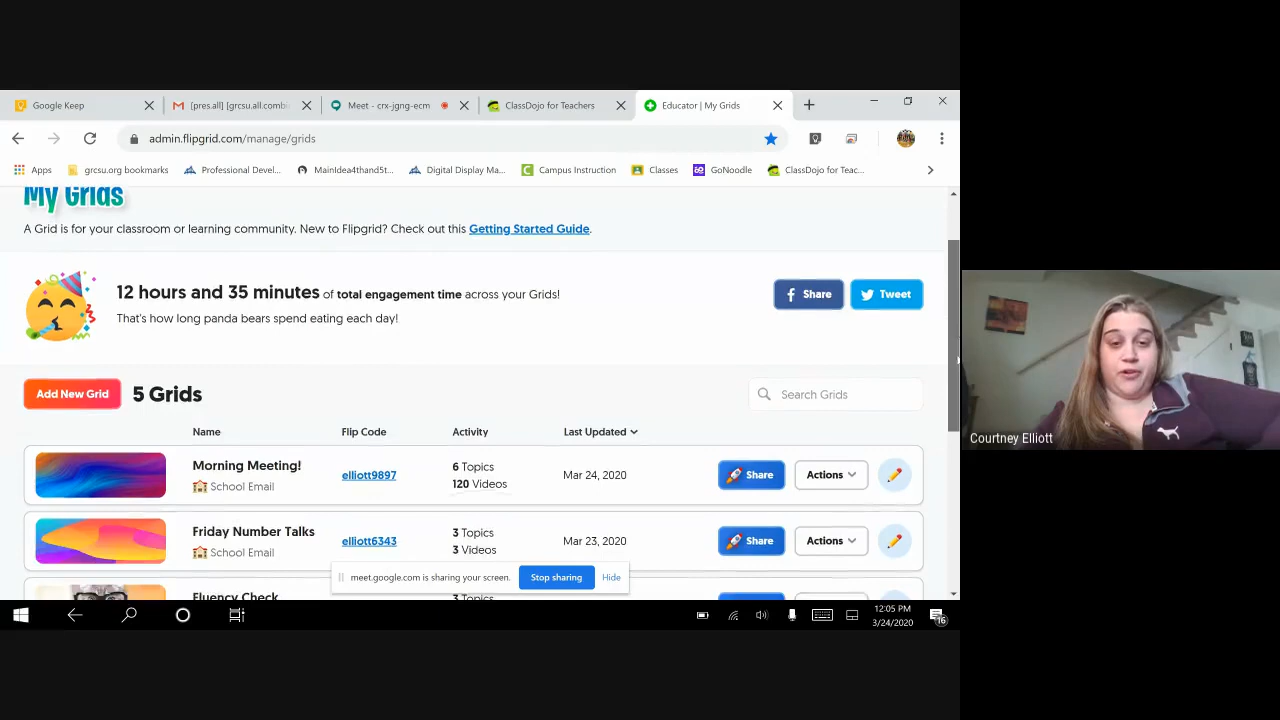 Google Keep
[pres.all] [grcsu.all.combi
Meet - crx-jgng-ecm
ClassDojo for Teachers
Educator | My Grids
admin.flipgrid.com/manage/grids
Apps
grcsu.org bookmarks
Professional Devel...
MainIdea4thand5t...
Digital Display Ma...
Campus Instruction
Classes
GoNoodle
ClassDojo for Teac...
My Grids
A Grid is for your classroom or learning community. New to Flipgrid? Check out this Getting Started Guide.
12 hours and 35 minutes of total engagement time across your Grids!
That's how long panda bears spend eating each day!
Share
Tweet
Add New Grid
5 Grids
Search Grids
Name
Flip Code
Activity
Last Updated
Morning Meeting!
School Email
elliott9897
6 Topics
120 Videos
Mar 24, 2020
Share
Actions
Friday Number Talks
School Email
elliott6343
3 Topics
3 Videos
Mar 23, 2020
Share
Actions
Fluency Check
3 Topics
meet.google.com is sharing your screen.
Stop sharing
Hide
12:05 PM
3/24/2020
16
Courtney Elliott